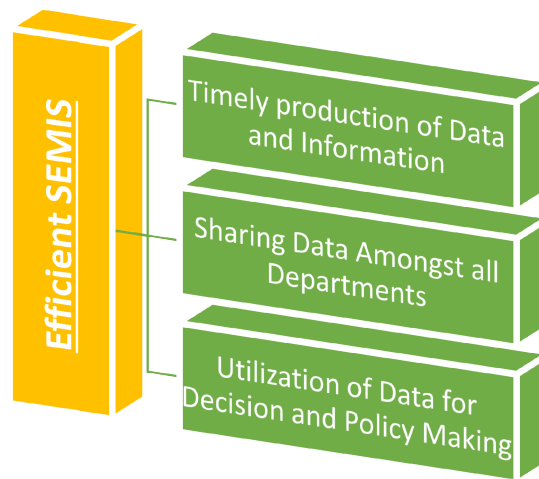 Efficient SEMIS
Timely production of Data
and Information
Sharing Data Amongst all
Departments
Utilization of Data for
Decision and Policy Making